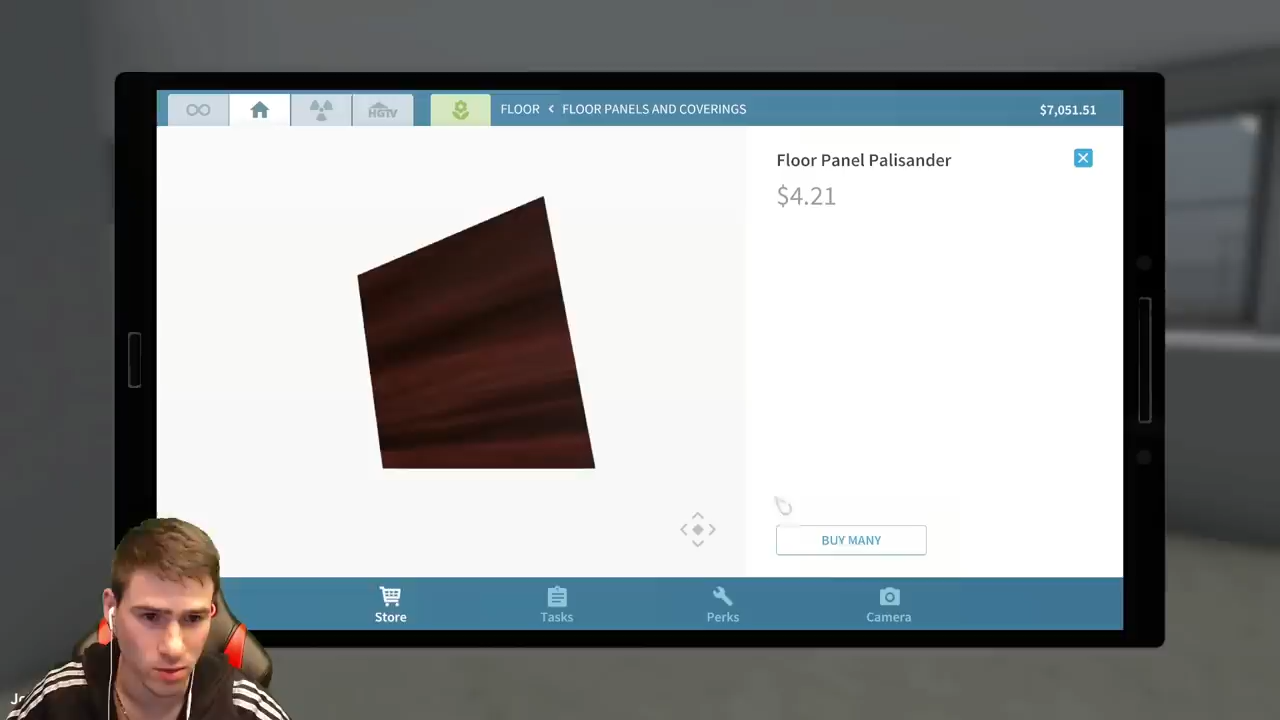 HGTV
FLOOR < FLOOR PANELS AND COVERINGS
$7,051.51
Floor Panel Palisander
$4.21
BUY MANY
Store
Tasks
Perks
Camera